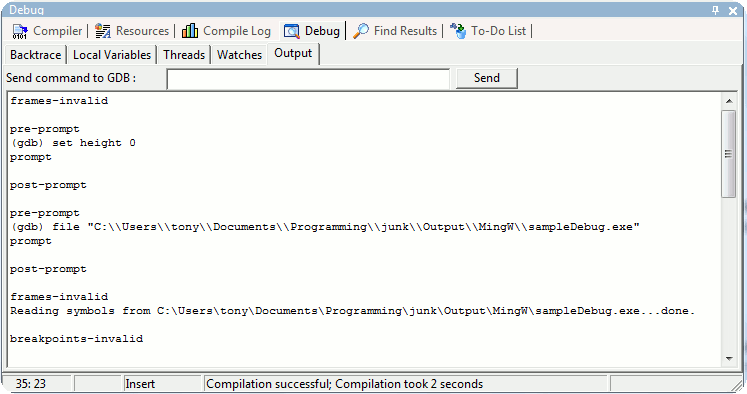 Debug
Compiler Resources Compile Log Debug Find Results To-Do List
Backtrace Local Variables Threads Watches Output
Send command to GDB : Send
frames-invalid
pre-prompt
(gdb) set height 0
prompt
post-prompt
pre-prompt
(gdb) file "C:\\Users\\tony\\Documents\\Programming\\junk\\Output\\MingW\\sampleDebug.exe"
prompt
post-prompt
frames-invalid
Reading symbols from C:\Users\tony\Documents\Programming\junk\Output\MingW\sampleDebug.exe...done.
breakpoints-invalid
35: 23 Insert Compilation successful; Compilation took 2 seconds